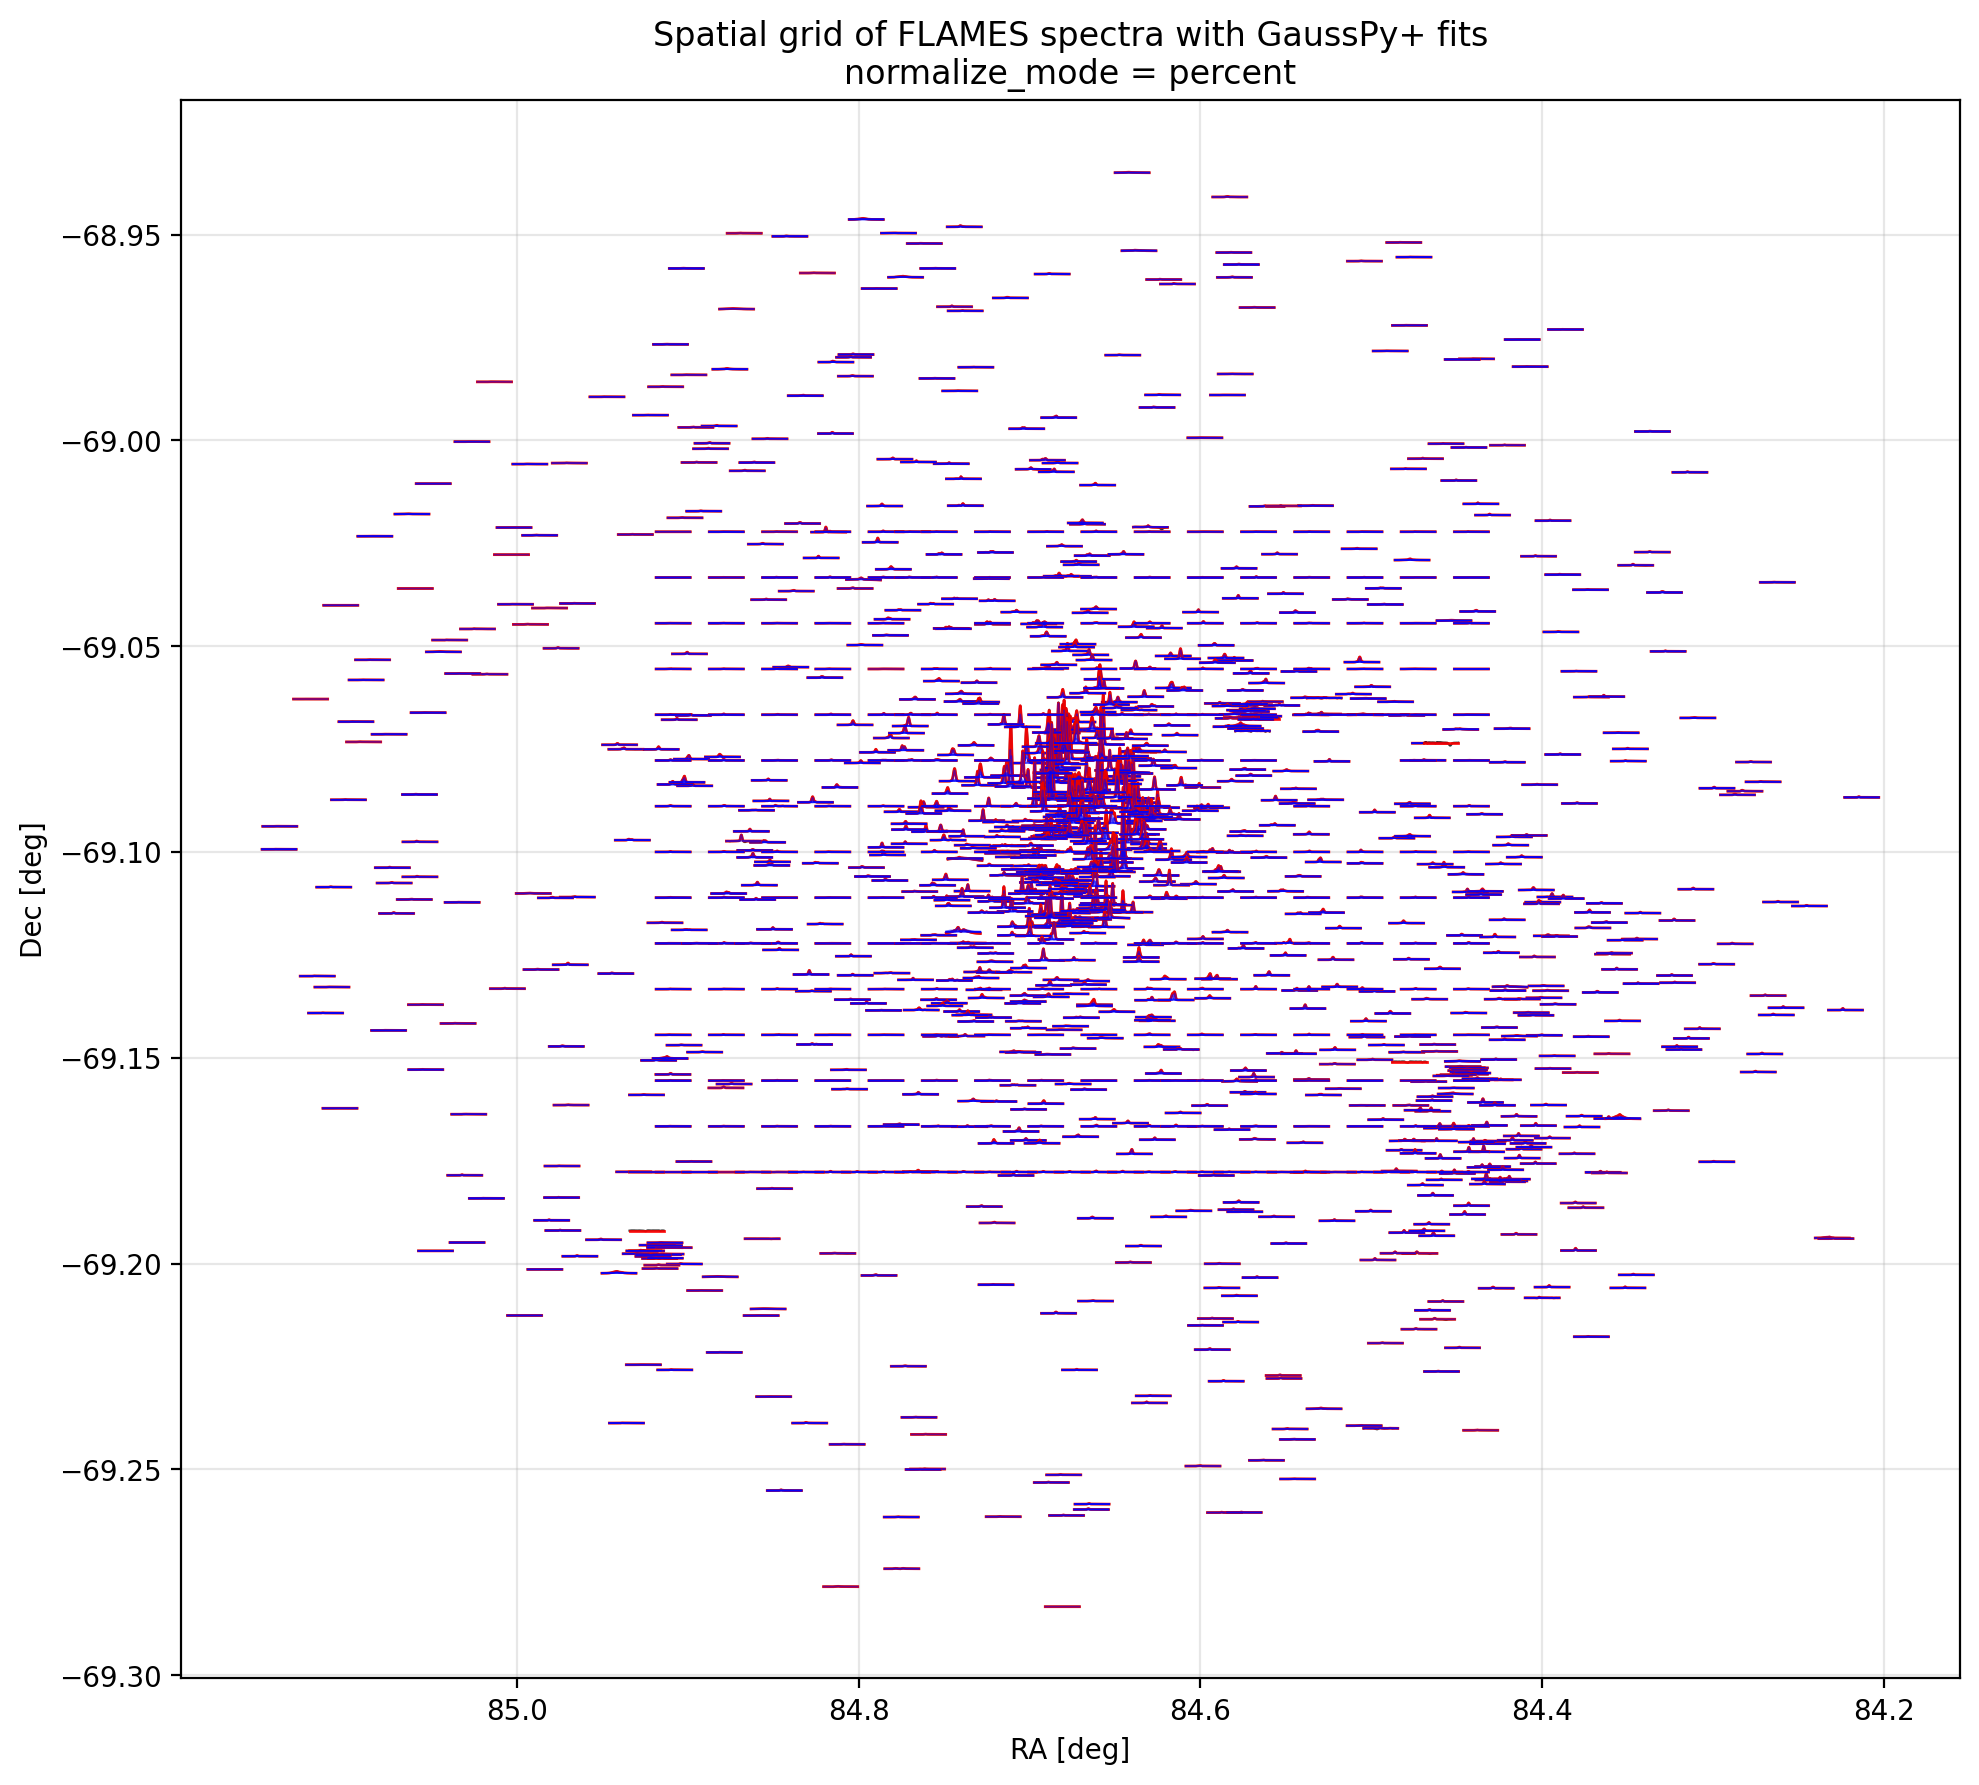 Spatial grid of FLAMES spectra with GaussPy+ fits
normalize_mode = percent
Dec [deg]
−68.95
−69.00
−69.05
−69.10
−69.15
−69.20
−69.25
−69.30
85.0 84.8 84.6 84.4 84.2
RA [deg]